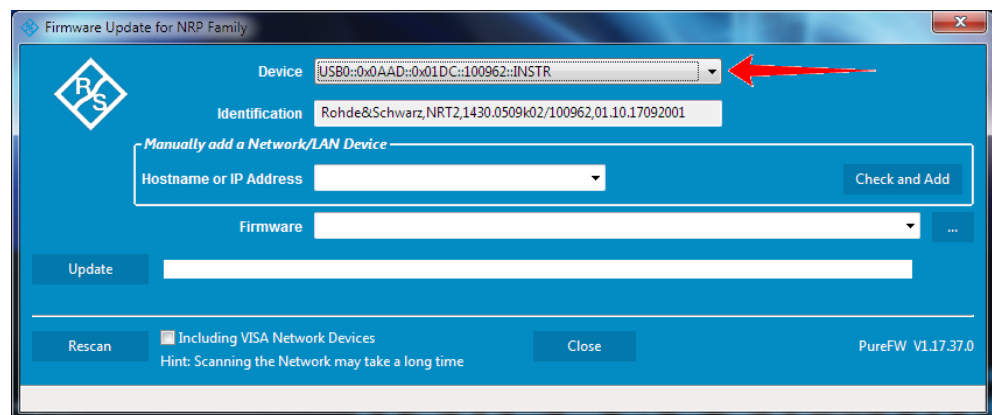 Firmware Update for NRP Family
R&S
Device USB0::0x0AAD::0x01DC::100962::INSTR
Identification Rohde&Schwarz,NRT2,1430.0509k02/100962,01.10.17092001
Manually add a Network/LAN Device
Hostname or IP Address Check and Add
Firmware ...
Update
Rescan Including VISA Network Devices Close PureFW V1.17.37.0
Hint: Scanning the Network may take a long time